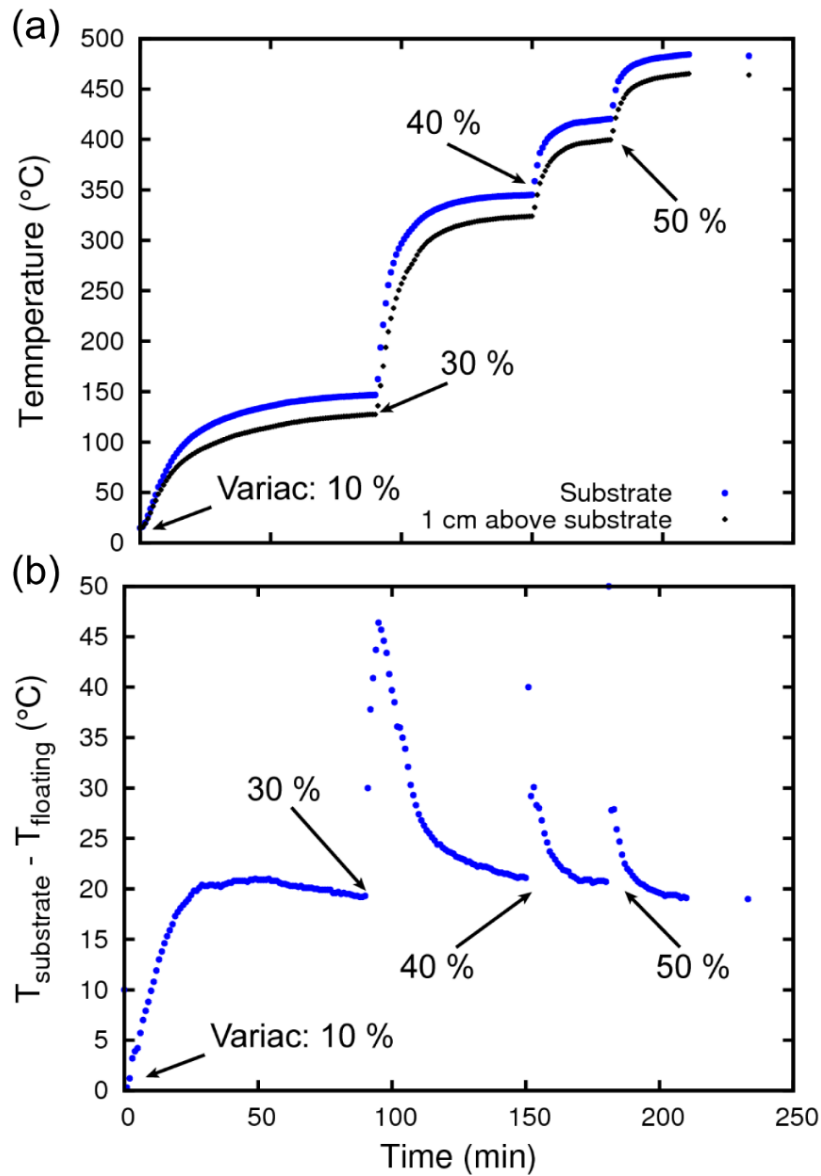 (a)
500
450
400
350
300
250
200
150
100
50
0
Temnperature (°C)
40 %
50 %
30 %
Variac: 10 %
Substrate
1 cm above substrate
(b)
50
45
40
35
30
25
20
15
10
5
0
T_substrate - T_floating (°C)
30 %
40 %
50 %
Variac: 10 %
0 50 100 150 200 250
Time (min)